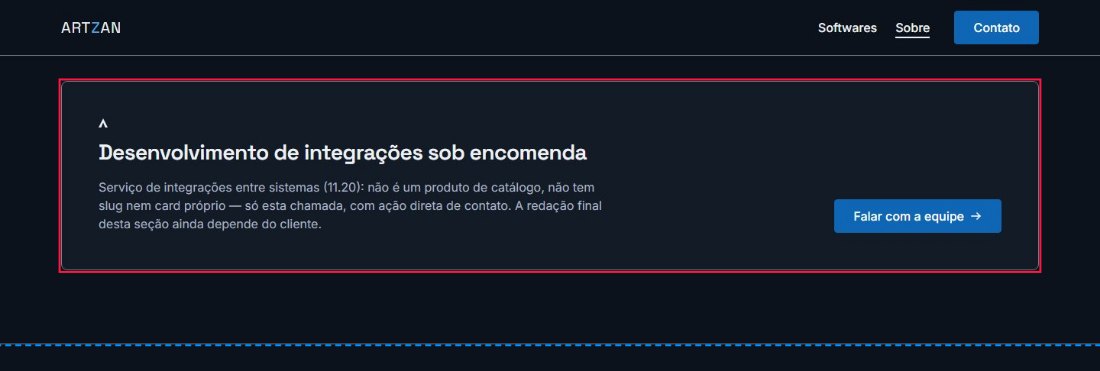 ARTZAN
Softwares
Sobre
Contato
Desenvolvimento de integrações sob encomenda
Serviço de integrações entre sistemas (11.20): não é um produto de catálogo, não tem
slug nem card próprio — só esta chamada, com ação direta de contato. A redação final
desta seção ainda depende do cliente.
Falar com a equipe →